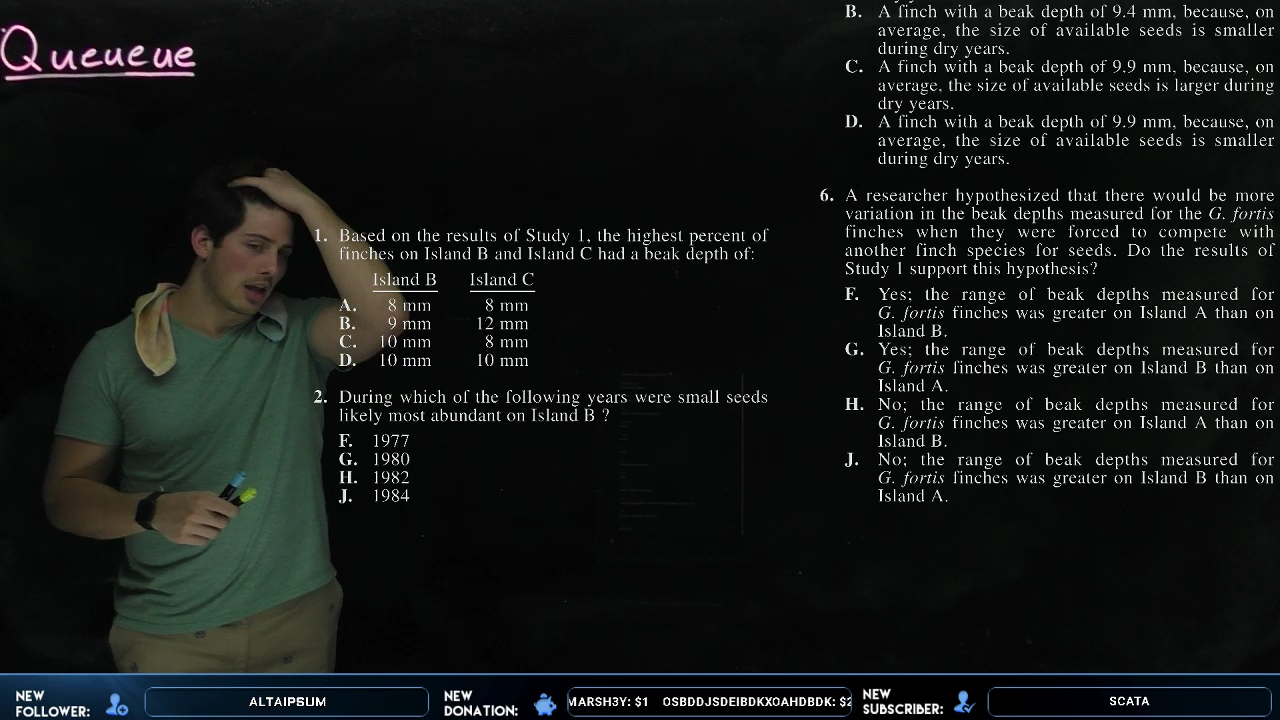 Queueue
1. Based on the results of Study 1, the highest percent of
finches on Island B and Island C had a beak depth of:
Island B Island C
A. 8 mm 8 mm
B. 9 mm 12 mm
C. 10 mm 8 mm
D. 10 mm 10 mm
2. During which of the following years were small seeds
likely most abundant on Island B ?
F. 1977
G. 1980
H. 1982
J. 1984
B. A finch with a beak depth of 9.4 mm, because, on
average, the size of available seeds is smaller
during dry years.
C. A finch with a beak depth of 9.9 mm, because, on
average, the size of available seeds is larger during
dry years.
D. A finch with a beak depth of 9.9 mm, because, on
average, the size of available seeds is smaller
during dry years.
6. A researcher hypothesized that there would be more
variation in the beak depths measured for the G. fortis
finches when they were forced to compete with
another finch species for seeds. Do the results of
Study 1 support this hypothesis?
F. Yes; the range of beak depths measured for
G. fortis finches was greater on Island A than on
Island B.
G. Yes; the range of beak depths measured for
G. fortis finches was greater on Island B than on
Island A.
H. No; the range of beak depths measured for
G. fortis finches was greater on Island A than on
Island B.
J. No; the range of beak depths measured for
G. fortis finches was greater on Island B than on
Island A.
NEW
FOLLOWER:
ALTAIPSUM
NEW
DONATION:
MARSH3Y: $1 OSBDDJSDEIBDKXOAHDBDK: $2
NEW
SUBSCRIBER:
SCATA